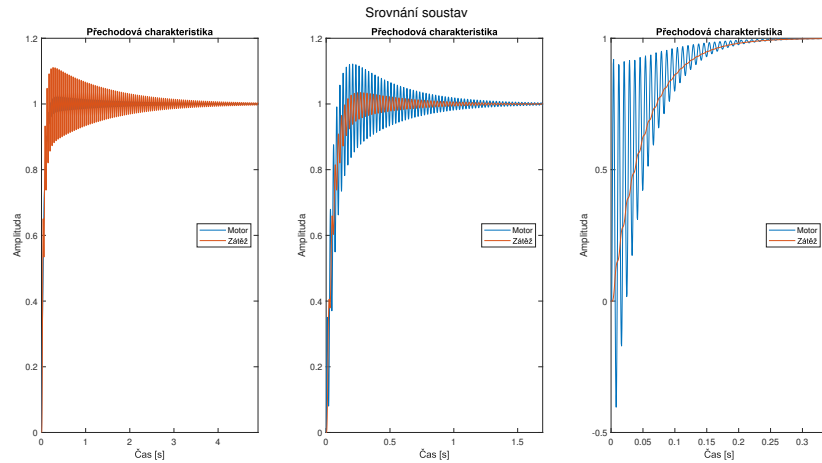 Srovnání soustav
Přechodová charakteristika
1.2
1
0.8
0.6
0.4
0.2
0
Amplituda
0
1
2
3
4
Čas [s]
Motor
Zátěž
Přechodová charakteristika
1.2
1
0.8
0.6
0.4
0.2
0
Amplituda
0
0.5
1
1.5
Čas [s]
Motor
Zátěž
Přechodová charakteristika
1
0.5
0
-0.5
Amplituda
0
0.05
0.1
0.15
0.2
0.25
0.3
Čas [s]
Motor
Zátěž